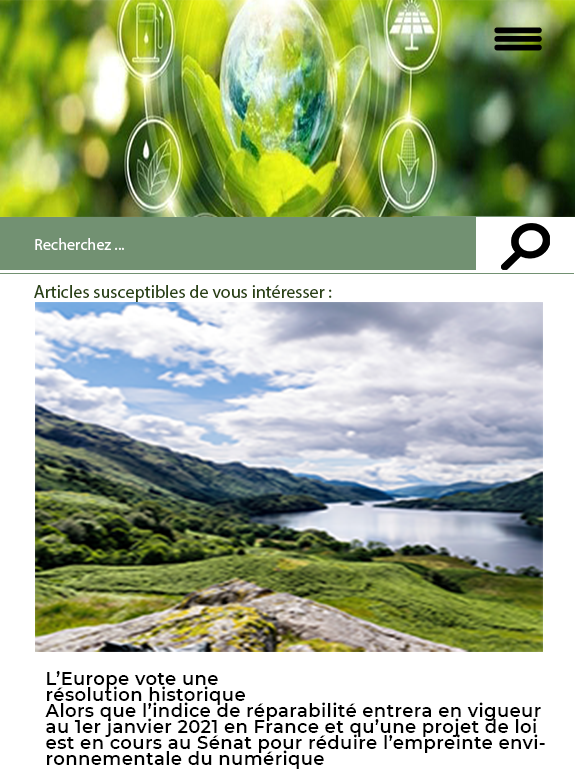 Recherchez ...
Articles susceptibles de vous intéresser :
L’Europe vote une
résolution historique
Alors que l’indice de réparabilité entrera en vigueur
au 1er janvier 2021 en France et qu’une projet de loi
est en cours au Sénat pour réduire l’empreinte envi-
ronnementale du numérique